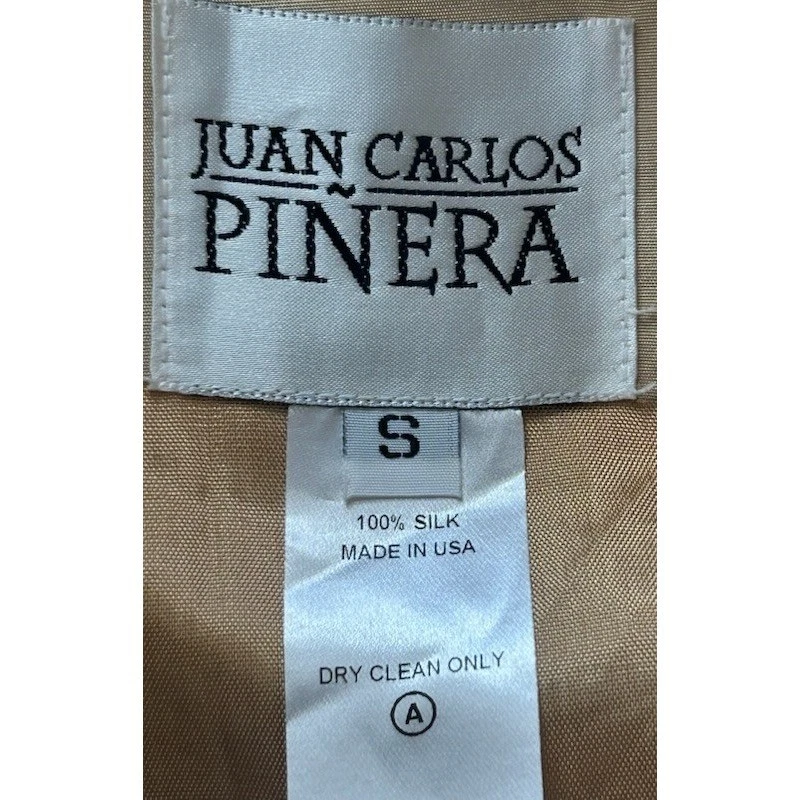 JUAN CARLOS
PIÑERA
S
100% SILK
MADE IN USA
DRY CLEAN ONLY
A